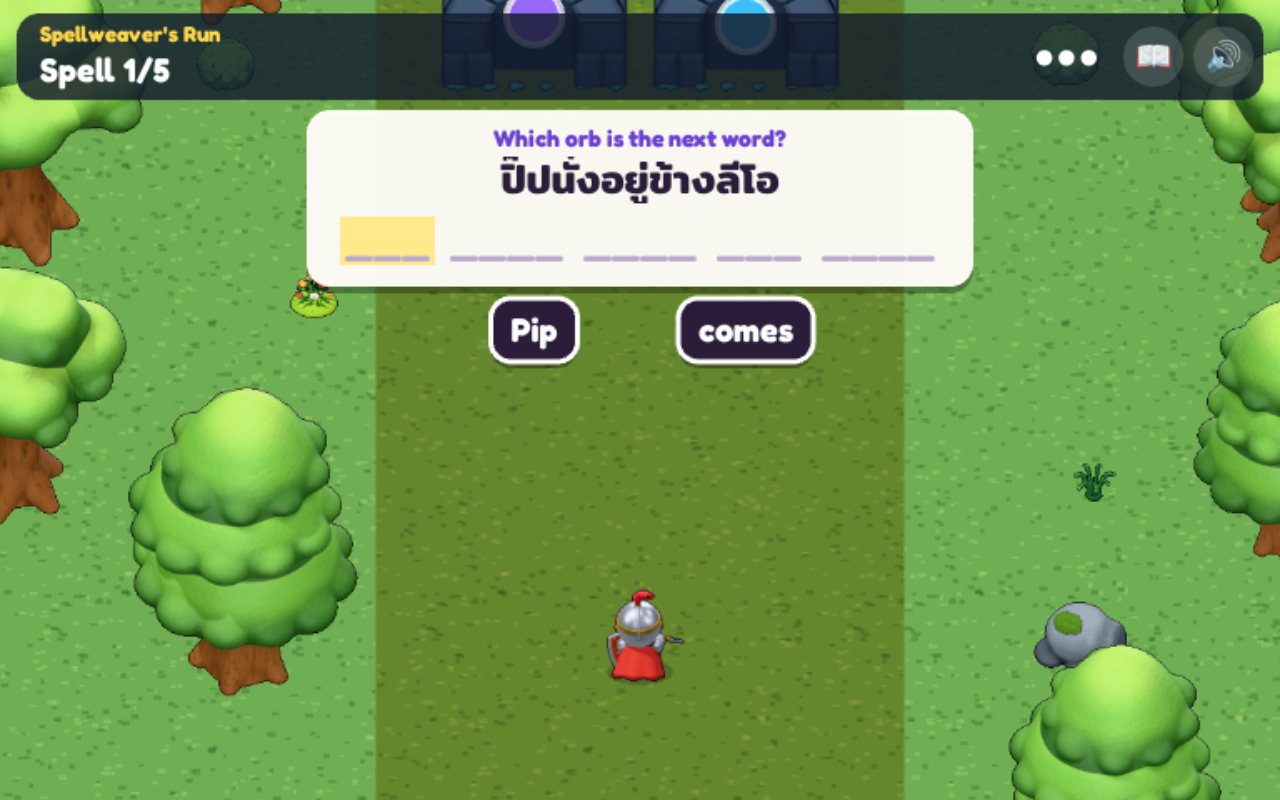 Spellweaver's Run
Spell 1/5
Which orb is the next word?
ปี๊ปนั่งอยู่ข้างลีโอ
Pip
comes